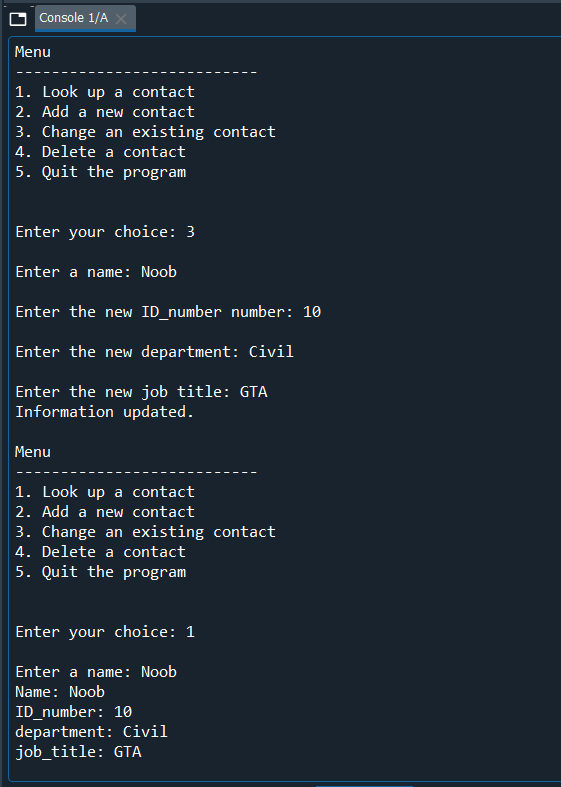 Console 1/A
Menu
---------------------------
1. Look up a contact
2. Add a new contact
3. Change an existing contact
4. Delete a contact
5. Quit the program
Enter your choice: 3
Enter a name: Noob
Enter the new ID_number number: 10
Enter the new department: Civil
Enter the new job title: GTA
Information updated.
Menu
---------------------------
1. Look up a contact
2. Add a new contact
3. Change an existing contact
4. Delete a contact
5. Quit the program
Enter your choice: 1
Enter a name: Noob
Name: Noob
ID_number: 10
department: Civil
job_title: GTA